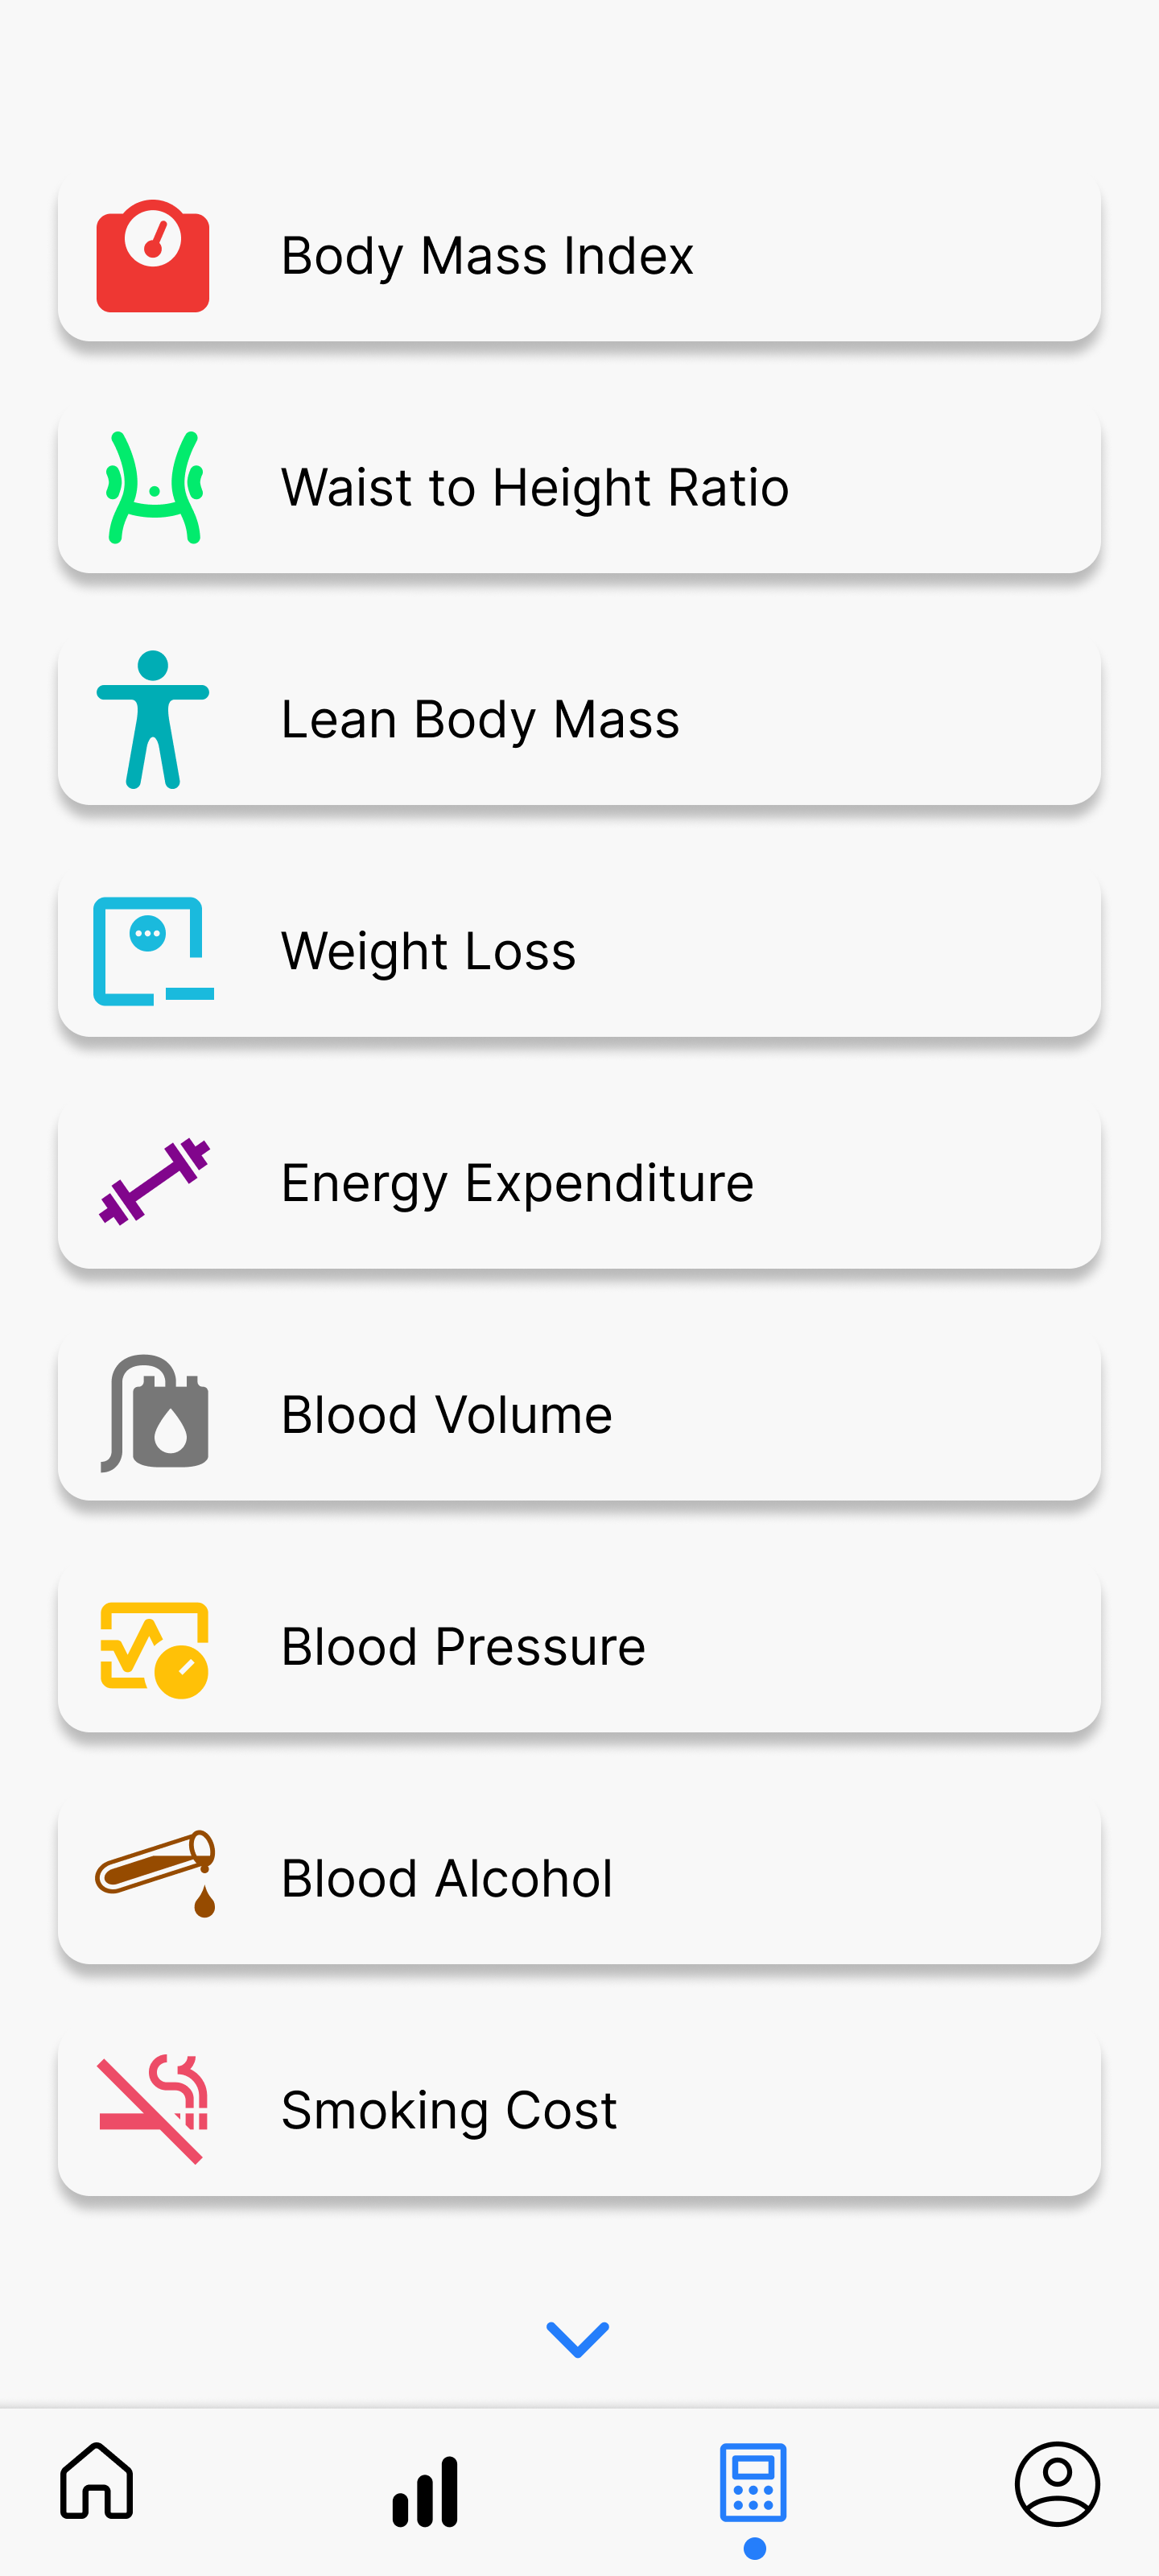 Body Mass Index
Waist to Height Ratio
Lean Body Mass
Weight Loss
Energy Expenditure
Blood Volume
Blood Pressure
Blood Alcohol
Smoking Cost